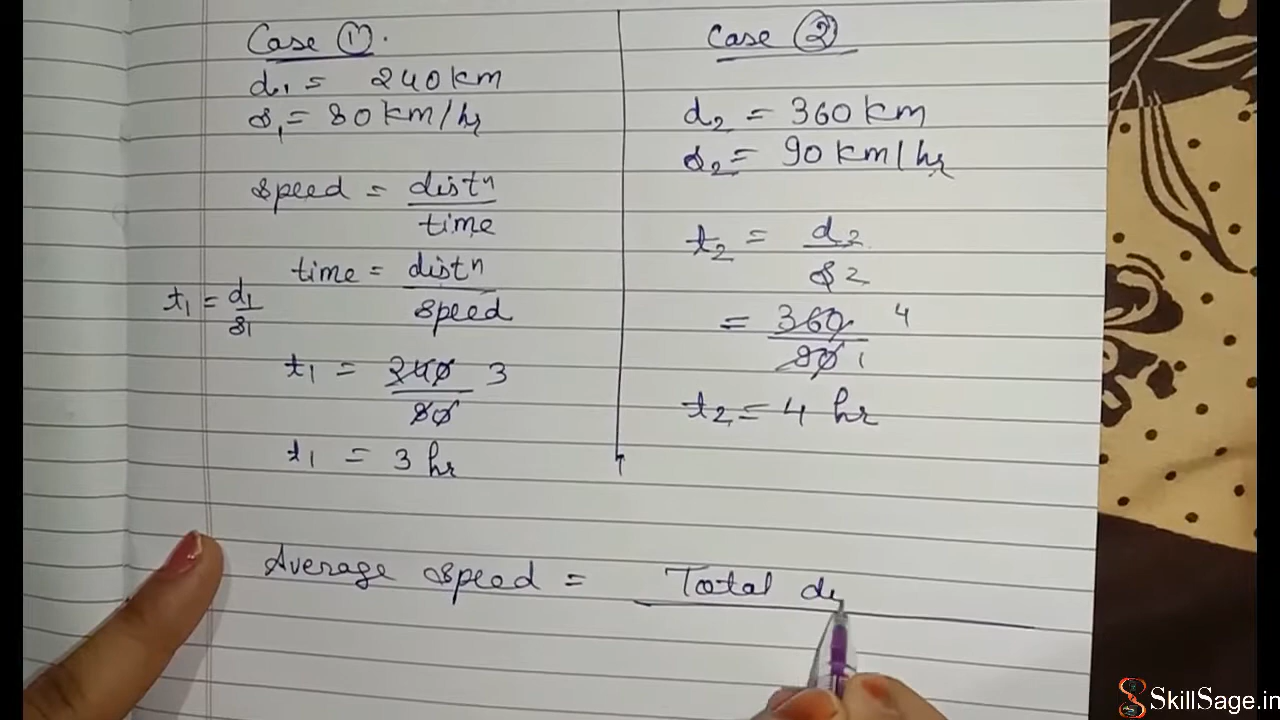 Case ①.
d₁ = 240 km
s₁ = 80 km/hr
speed = distⁿ
time
time = distⁿ
speed
t₁ = d₁
s₁
t₁ = 240 3
80
t₁ = 3 hr
Case ②
d₂ = 360 km
s₂ = 90 km/hr
t₂ = d₂
s₂
= 360 4
90 1
t₂ = 4 hr
Average speed = Total di
SkillSage.in